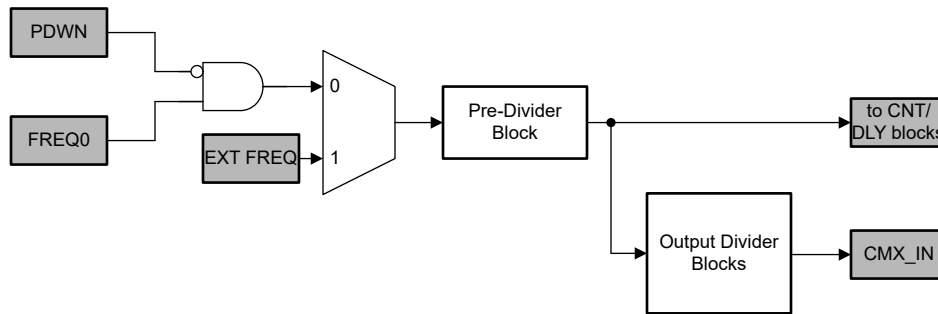 PDWN
FREQ0
EXT FREQ
0
1
Pre-Divider
Block
to CNT/
DLY blocks
Output Divider
Blocks
CMX_IN